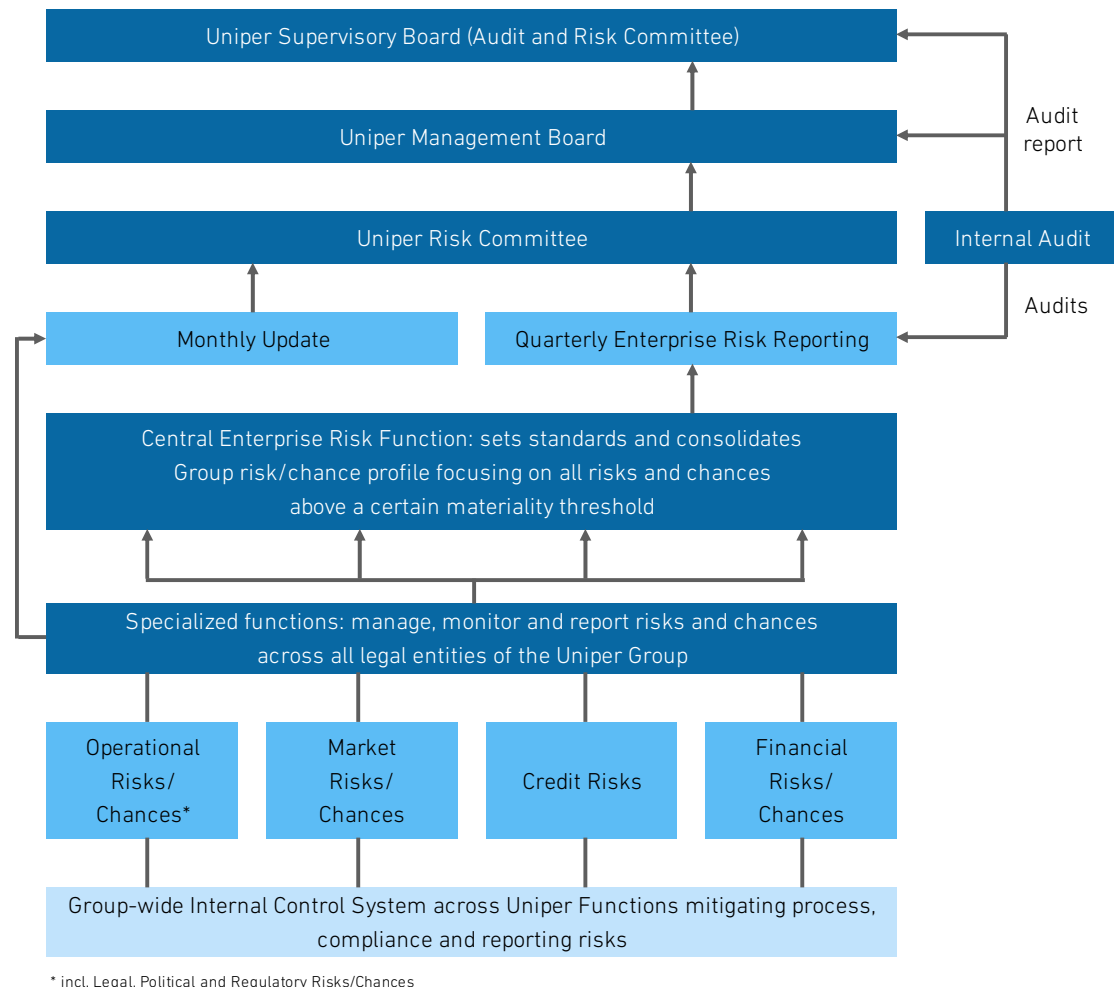 Uniper Supervisory Board (Audit and Risk Committee)
Audit
report
Uniper Management Board
Uniper Risk Committee
Internal Audit
Audits
Monthly Update
Quarterly Enterprise Risk Reporting
Central Enterprise Risk Function: sets standards and consolidates
Group risk/chance profile focusing on all risks and chances
above a certain materiality threshold
Specialized functions: manage, monitor and report risks and chances
across all legal entities of the Uniper Group
Operational
Risks/
Chances*
Market
Risks/
Chances
Credit Risks
Financial
Risks/
Chances
Group-wide Internal Control System across Uniper Functions mitigating process,
compliance and reporting risks
* incl. Legal, Political and Regulatory Risks/Chances